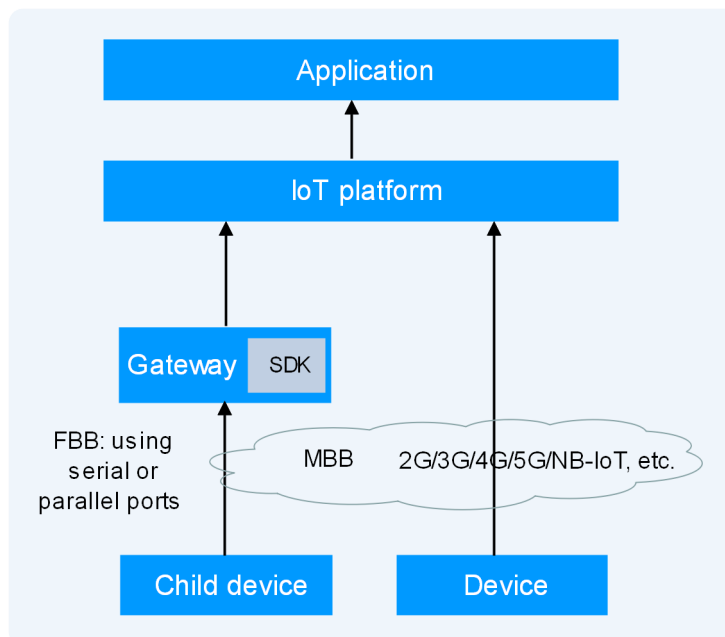 Application
IoT platform
Gateway
SDK
FBB: using
serial or
parallel ports
MBB
2G/3G/4G/5G/NB-IoT, etc.
Child device
Device